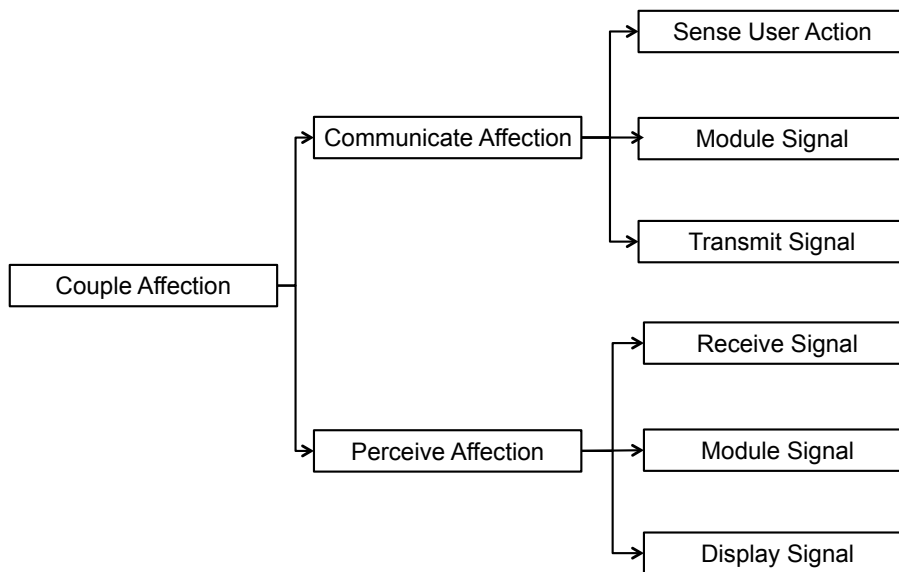 Couple Affection
Communicate Affection
Sense User Action
Module Signal
Transmit Signal
Perceive Affection
Receive Signal
Module Signal
Display Signal